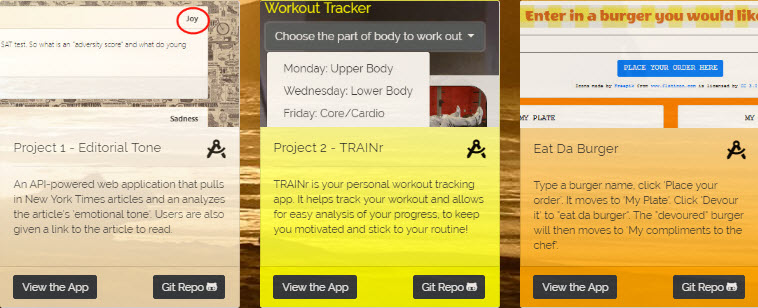 Joy
SAT test. So what is an "adversity score" and what do young
Sadness
Project 1 - Editorial Tone
An API-powered web application that pulls
in New York Times articles and an analyzes
the article's 'emotional tone'. Users are also
given a link to the article to read.
View the App
Git Repo
Workout Tracker
Choose the part of body to work out
Monday: Upper Body
Wednesday: Lower Body
Friday: Core/Cardio
Project 2 - TRAINr
TRAINr is your personal workout tracking
app. It helps track your workout and allows
for easy analysis of your progress, to keep
you motivated and stick to your routine!
View the App
Git Repo
Enter in a burger you would like
PLACE YOUR ORDER HERE
Icons made by Freepik from www.flaticon.com is licensed by CC 3.0
MY PLATE
MY COMPL
Eat Da Burger
Type a burger name, click 'Place your
order'. It moves to 'My Plate'. Click 'Devour
it' to "eat da burger". The "devoured" burger
will then moves to 'My compliments to the
chef'.
View the App
Git Repo